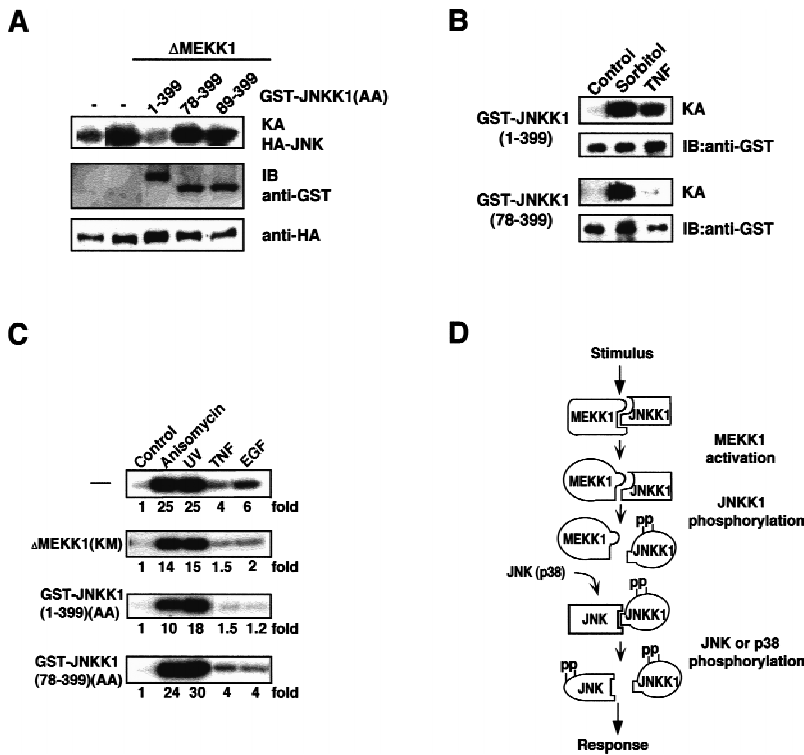 A
ΔMEKK1
- - 1-399 78-399 89-399 GST-JNKK1(AA)
KA
HA-JNK
IB
anti-GST
anti-HA
B
Control Sorbitol TNF
GST-JNKK1
(1-399)
KA
IB:anti-GST
GST-JNKK1
(78-399)
KA
IB:anti-GST
C
Control Anisomycin UV TNF EGF
—
1 25 25 4 6 fold
ΔMEKK1(KM)
1 14 15 1.5 2 fold
GST-JNKK1
(1-399)(AA)
1 10 18 1.5 1.2 fold
GST-JNKK1
(78-399)(AA)
1 24 30 4 4 fold
D
Stimulus
MEKK1 JNKK1
MEKK1
activation
MEKK1 JNKK1
JNKK1
phosphorylation
pp
MEKK1 JNKK1
JNK (p38)
pp
JNK JNKK1
JNK or p38
phosphorylation
pp pp
JNK JNKK1
Response